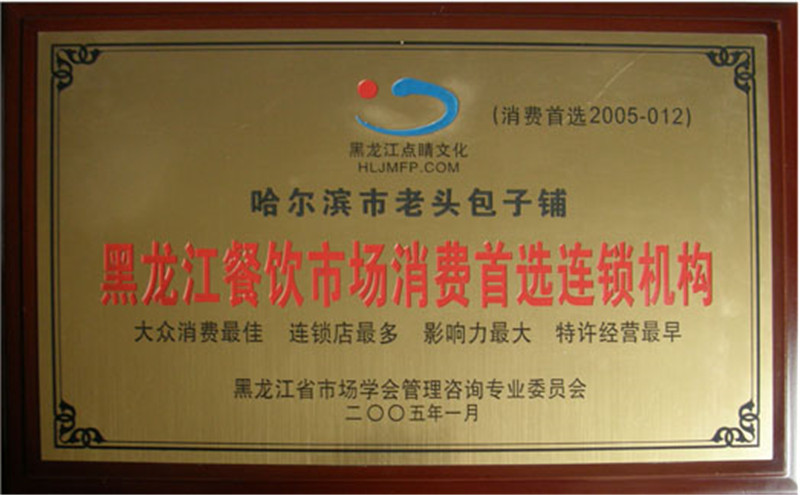 (消费首选2005-012)
黑龙江点睛文化
HLJMFP.COM
哈尔滨市老头包子铺
黑龙江餐饮市场消费首选连锁机构
大众消费最佳 连锁店最多 影响力最大 特许经营最早
黑龙江省市场学会管理咨询专业委员会
二〇〇五年一月